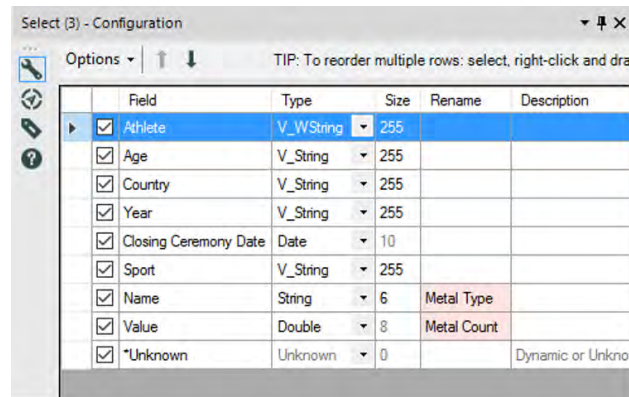 Select (3) - Configuration
Options TIP: To reorder multiple rows: select, right-click and dra
Field Type Size Rename Description
Athlete V_WString 255
Age V_String 255
Country V_String 255
Year V_String 255
Closing Ceremony Date Date 10
Sport V_String 255
Name String 6 Metal Type
Value Double 8 Metal Count
*Unknown Unknown 0 Dynamic or Unkno